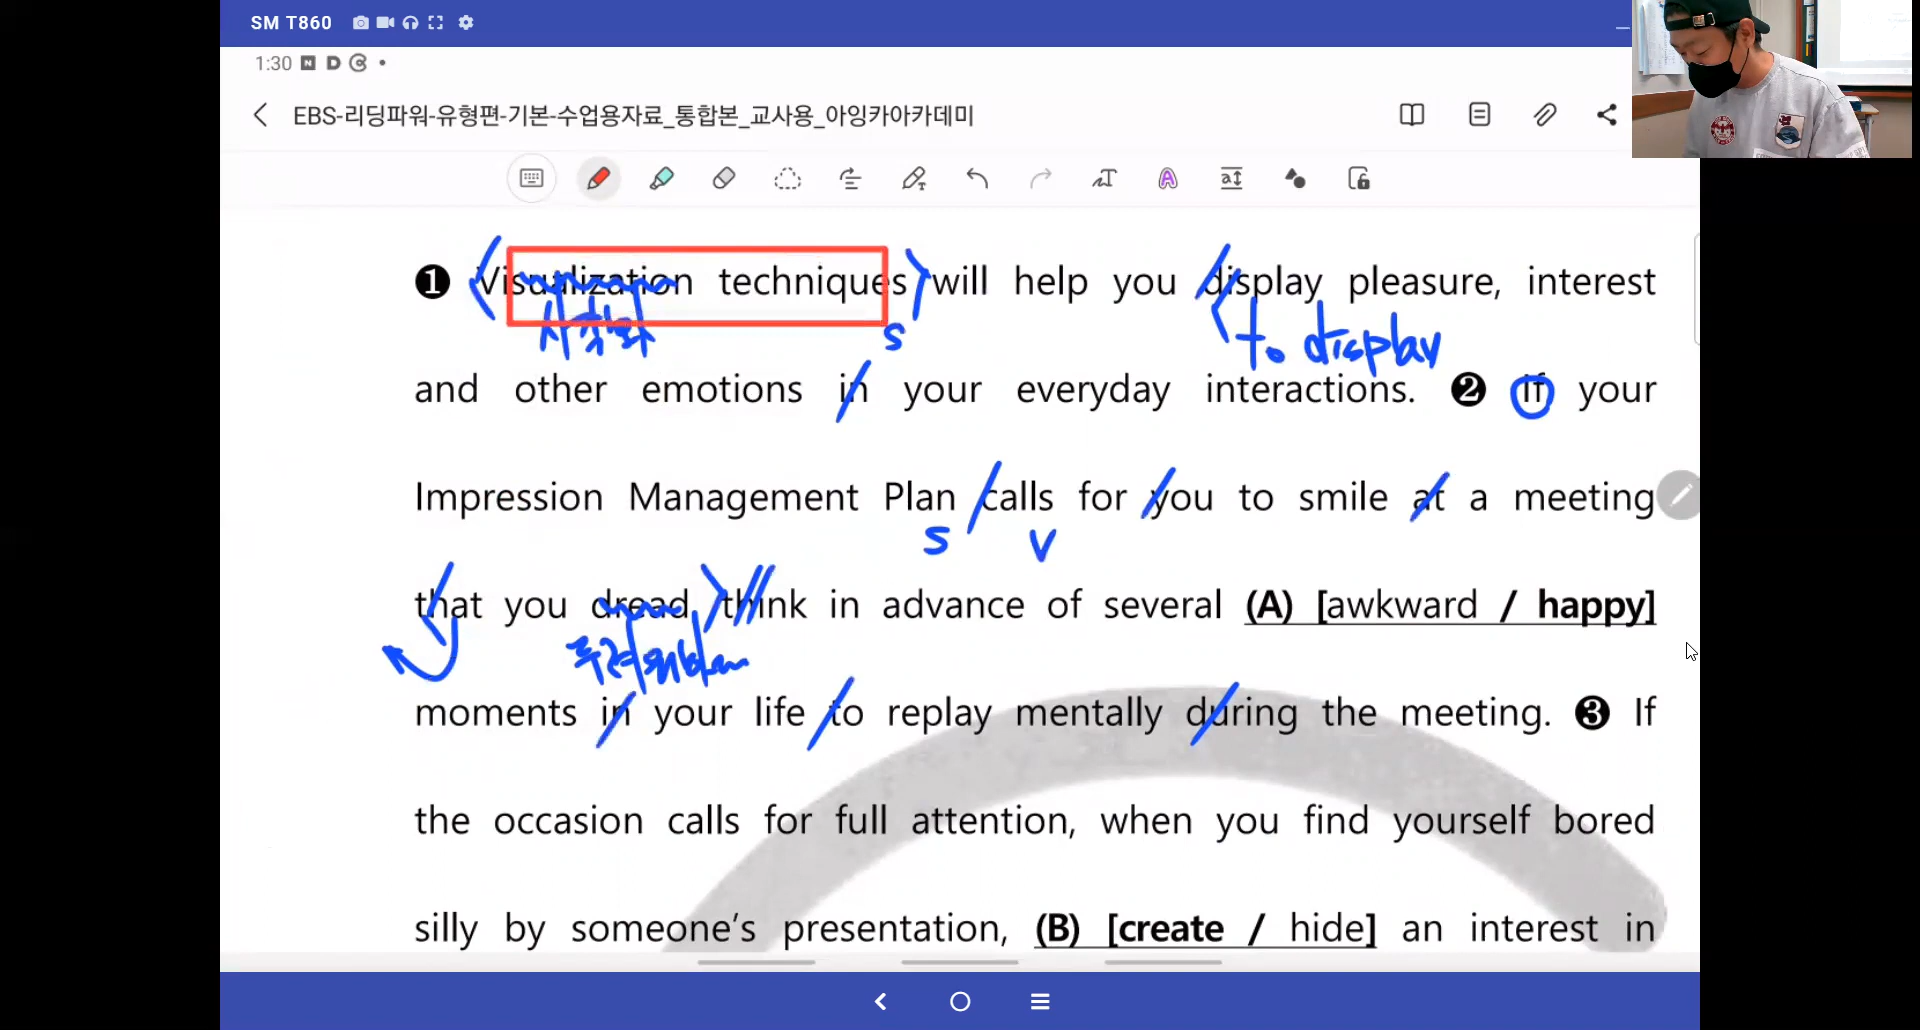 SM T860
1:30
EBS-리딩파워-유형편-기본-수업용자료_통합본_교사용_아잉카아카데미
❶ Visualization techniques will help you display pleasure, interest
시각화
s
to display
and other emotions in your everyday interactions. ❷ If your
Impression Management Plan calls for you to smile at a meeting
s v
that you dread, think in advance of several (A) [awkward / happy]
moments in your life to replay mentally during the meeting. ❸ If
the occasion calls for full attention, when you find yourself bored
silly by someone's presentation, (B) [create / hide] an interest in